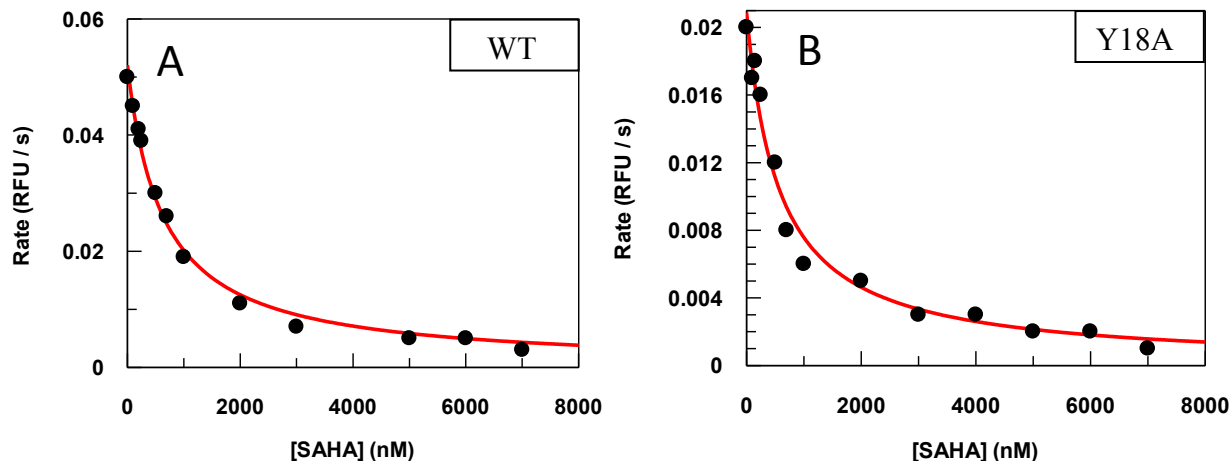 A
WT
Rate (RFU / s)
0.06
0.04
0.02
0
0 2000 4000 6000 8000
[SAHA] (nM)
B
Y18A
Rate (RFU / s)
0.02
0.016
0.012
0.008
0.004
0
0 2000 4000 6000 8000
[SAHA] (nM)